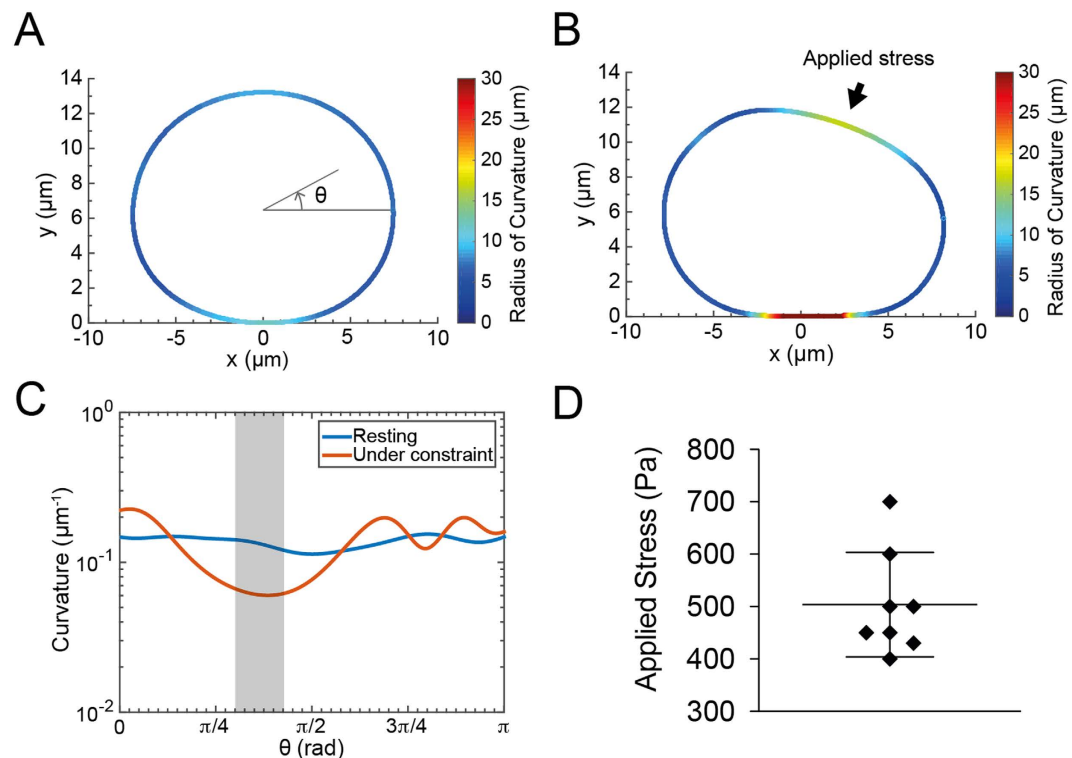 A
14
12
10
8
6
4
2
0
y (µm)
-10
-5
0
5
10
x (µm)
θ
30
25
20
15
10
5
0
Radius of Curvature (µm)
B
Applied stress
14
12
10
8
6
4
2
0
y (µm)
-10
-5
0
5
10
x (µm)
30
25
20
15
10
5
0
Radius of Curvature (µm)
C
10⁰
10⁻¹
10⁻²
Curvature (µm⁻¹)
Resting
Under constraint
0
π/4
π/2
3π/4
π
θ (rad)
D
800
700
600
500
400
300
Applied Stress (Pa)